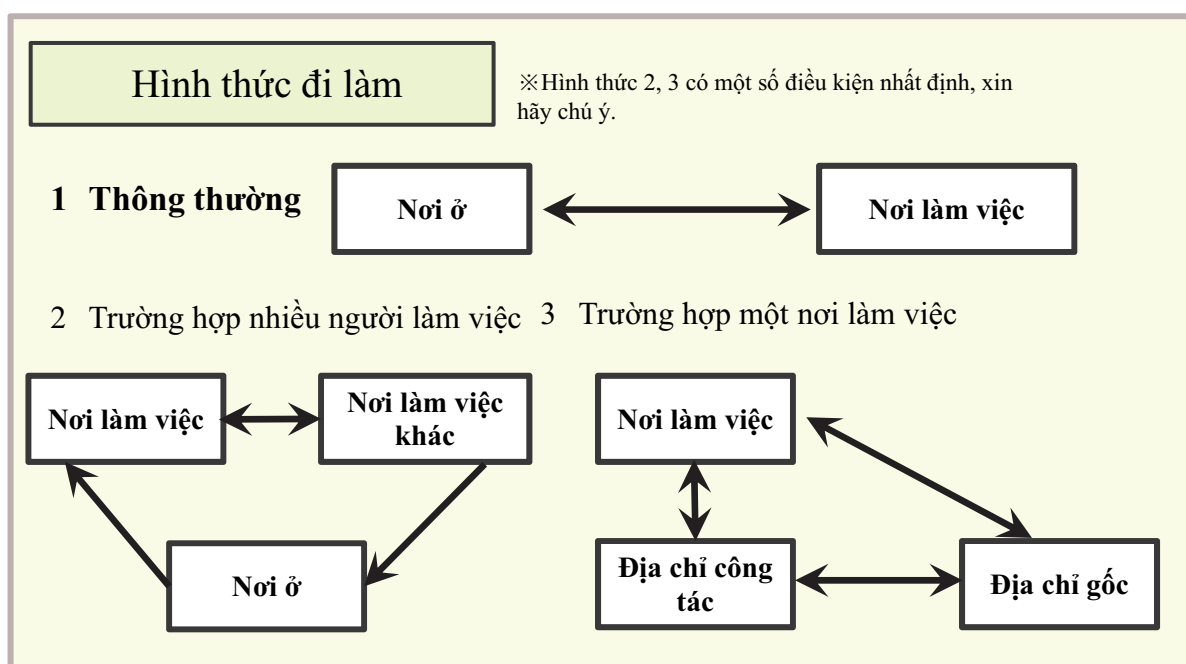 Hình thức đi làm
※Hình thức 2, 3 có một số điều kiện nhất định, xin
hãy chú ý.
1 Thông thường
Nơi ở
Nơi làm việc
2 Trường hợp nhiều người làm việc
Nơi làm việc
Nơi làm việc
khác
Nơi ở
3 Trường hợp một nơi làm việc
Nơi làm việc
Địa chỉ công
tác
Địa chỉ gốc